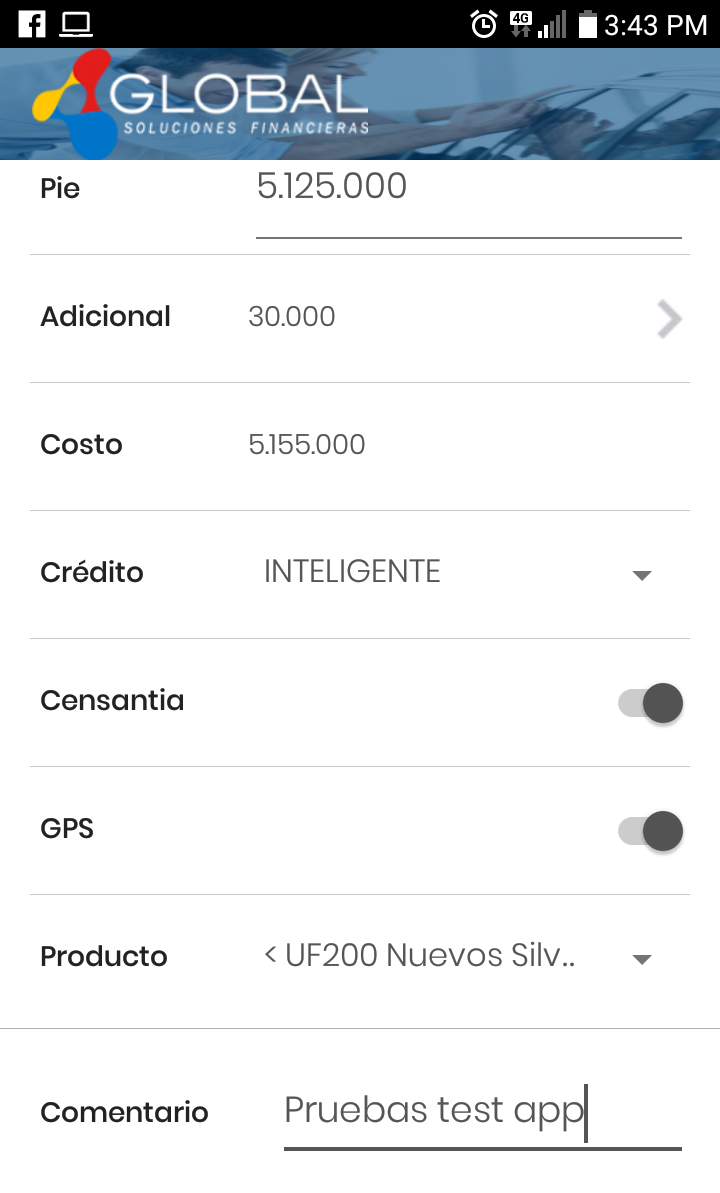 4G
3:43 PM
GLOBAL
SOLUCIONES FINANCIERAS
Pie 5.125.000
Adicional 30.000
Costo 5.155.000
Crédito INTELIGENTE
Censantia
GPS
Producto < UF200 Nuevos Silv..
Comentario Pruebas test app